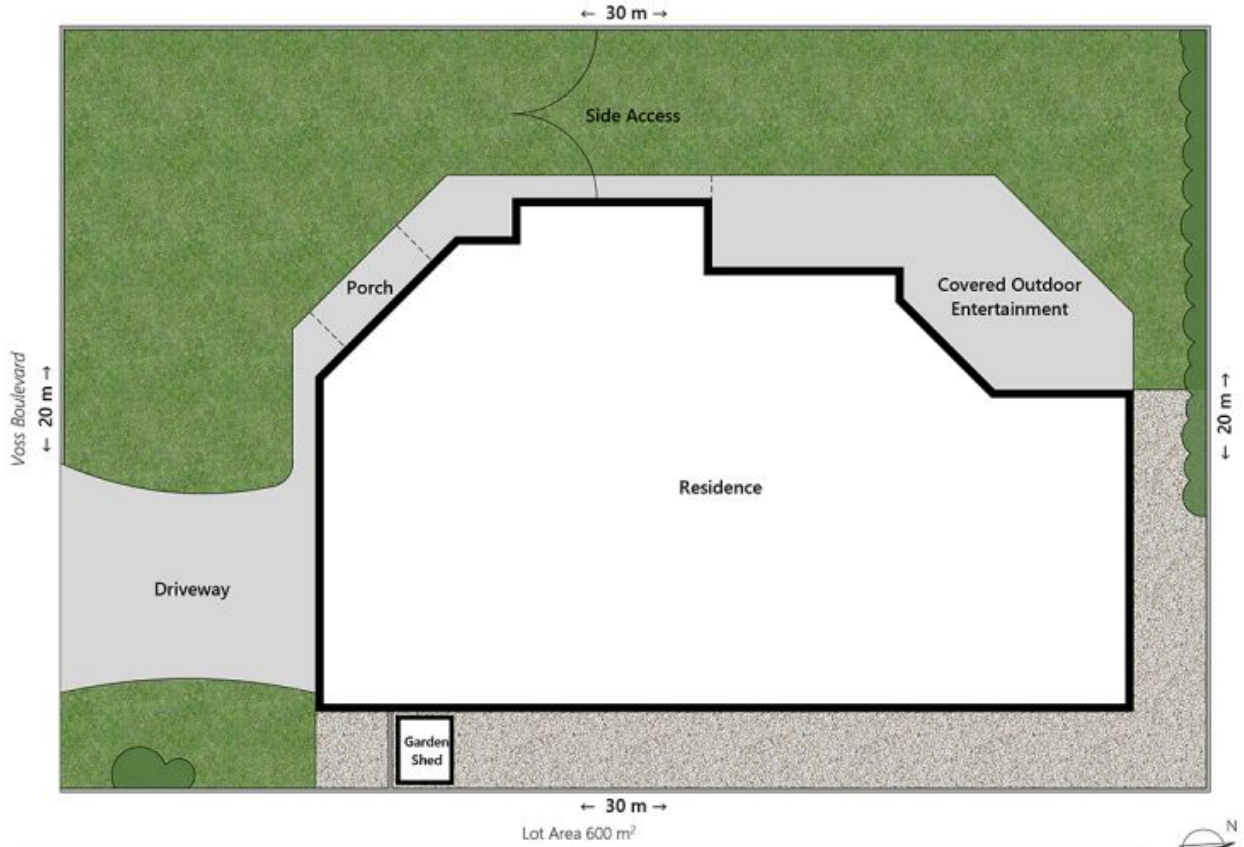 ← 30 m →
Side Access
Porch
Covered Outdoor
Entertainment
Voss Boulevard
← 20 m →
← 20 m →
Residence
Driveway
Garden
Shed
← 30 m →
Lot Area 600 m²
N